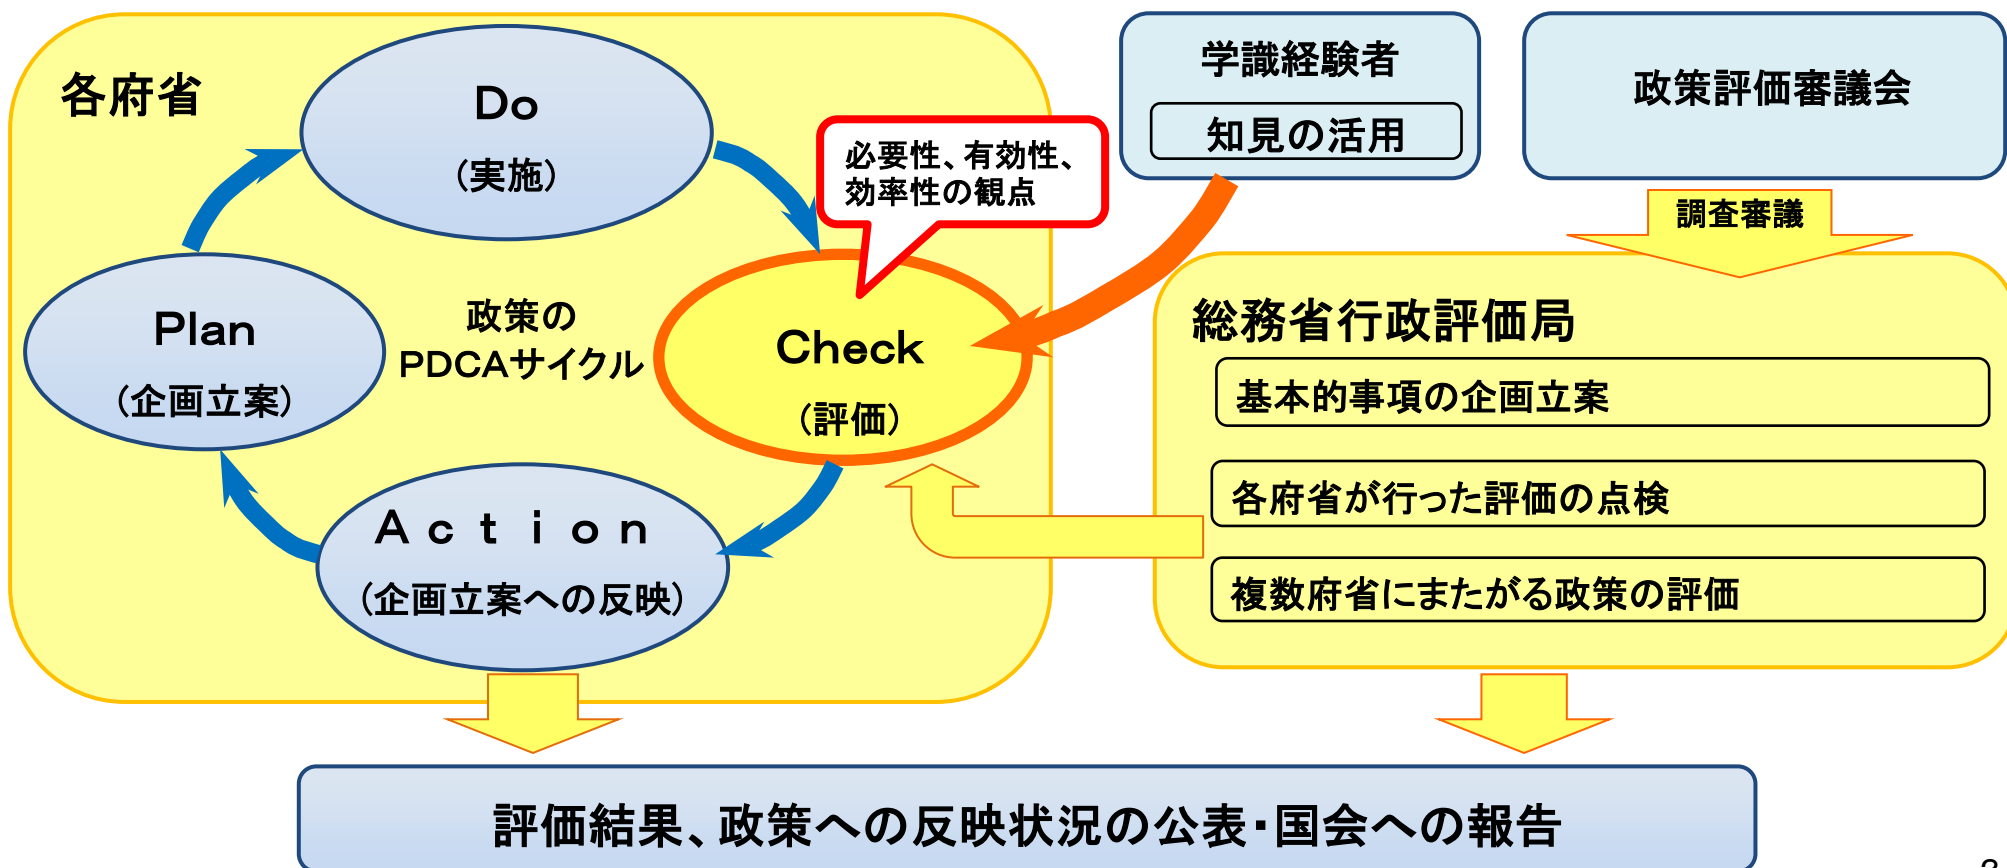 各府省
Do
(実施)
必要性、有効性、
効率性の観点
学識経験者
知見の活用
政策評価審議会
調査審議
Plan
(企画立案)
政策の
PDCAサイクル
Check
(評価)
Action
(企画立案への反映)
総務省行政評価局
基本的事項の企画立案
各府省が行った評価の点検
複数府省にまたがる政策の評価
評価結果、政策への反映状況の公表・国会への報告